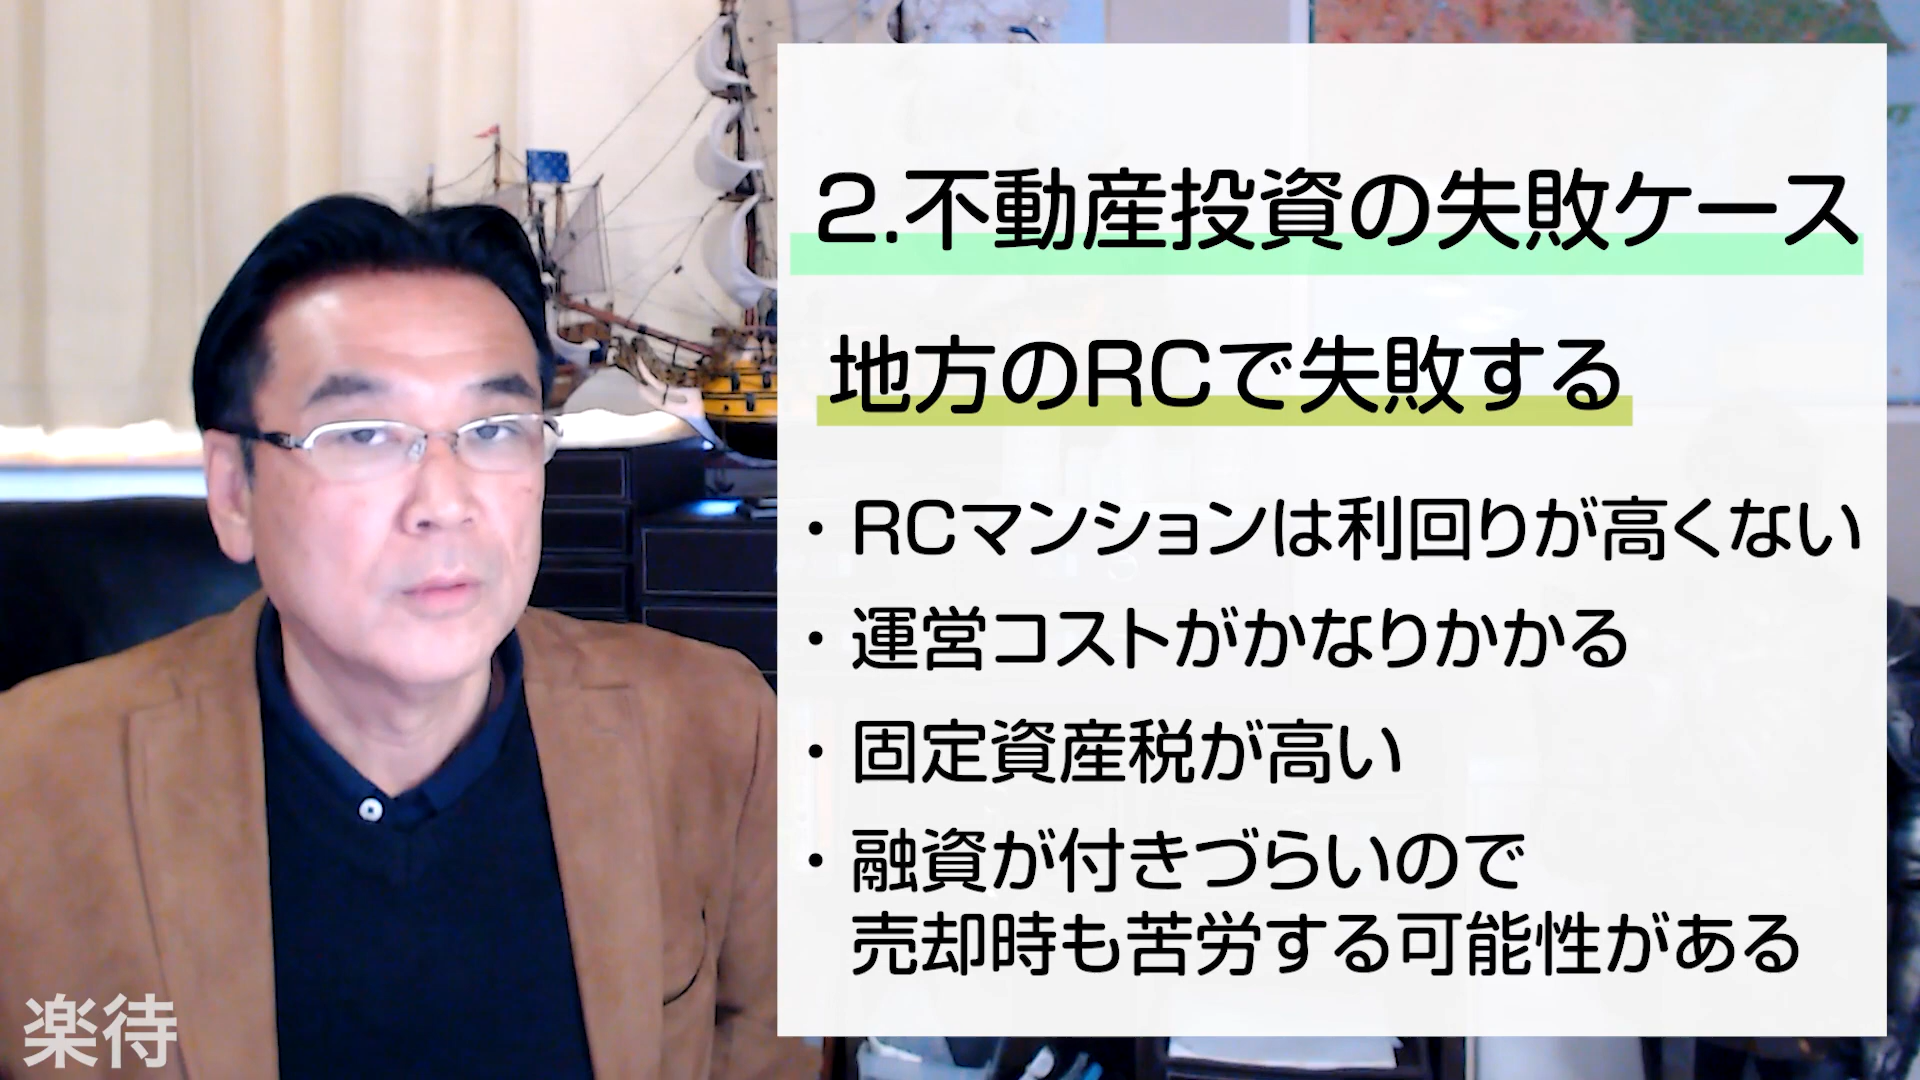 2.不動産投資の失敗ケース
地方のRCで失敗する
・RCマンションは利回りが高くない
・運営コストがかなりかかる
・固定資産税が高い
・融資が付きづらいので
売却時も苦労する可能性がある
楽待